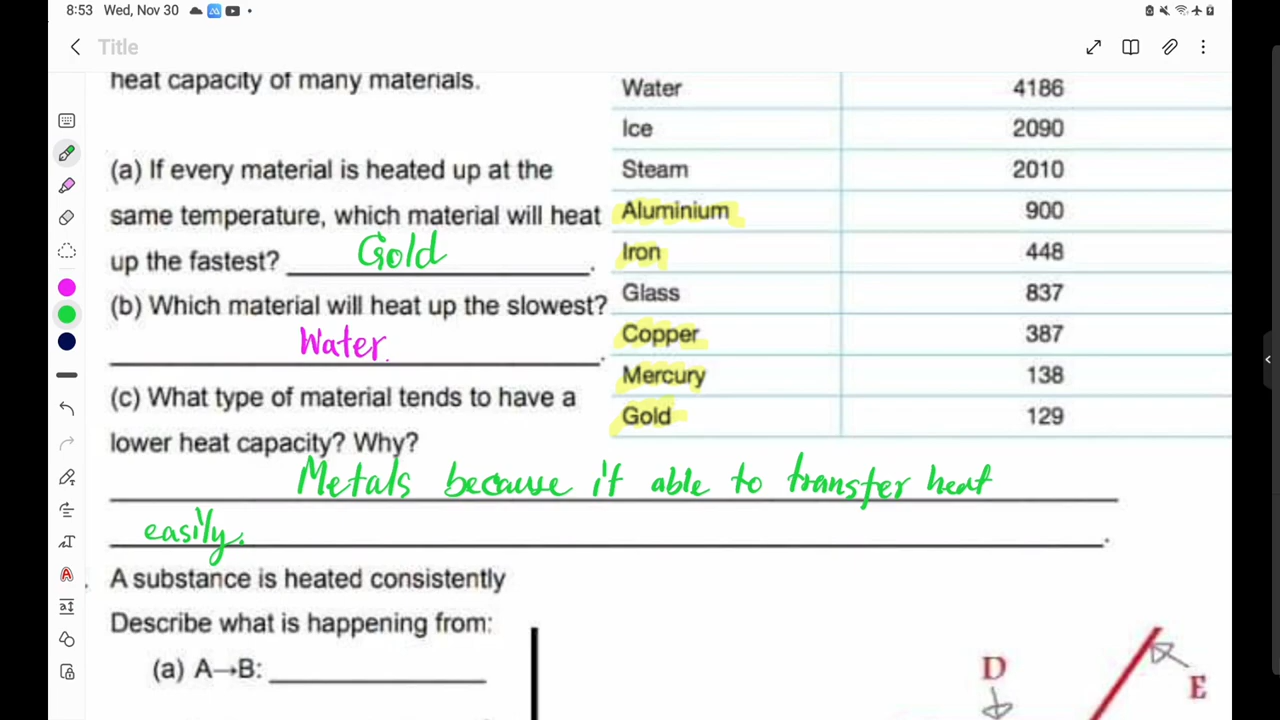 8:53 Wed, Nov 30
Title
heat capacity of many materials.
(a) If every material is heated up at the
same temperature, which material will heat
up the fastest? Gold .
(b) Which material will heat up the slowest?
Water. .
(c) What type of material tends to have a
lower heat capacity? Why?
Metals because it able to transfer heat
easily. .
Water 4186
Ice 2090
Steam 2010
Aluminium 900
Iron 448
Glass 837
Copper 387
Mercury 138
Gold 129
. A substance is heated consistently
Describe what is happening from:
(a) A→B:
D
E